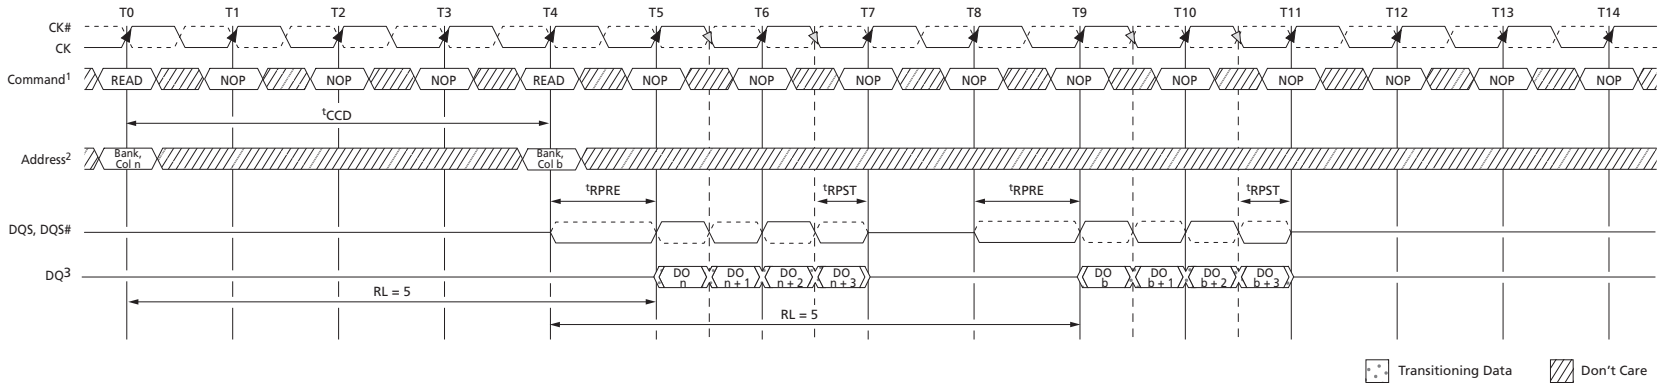 T0 T1 T2 T3 T4 T5 T6 T7 T8 T9 T10 T11 T12 T13 T14
CK#
CK
Command1 READ NOP NOP NOP READ NOP NOP NOP NOP NOP NOP NOP NOP NOP NOP
tCCD
Address2 Bank, Col n Bank, Col b
tRPRE tRPST tRPRE tRPST
DQS, DQS#
DQ3 DO n DO n + 1 DO n + 2 DO n + 3 DO b DO b + 1 DO b + 2 DO b + 3
RL = 5
RL = 5
Transitioning Data Don't Care